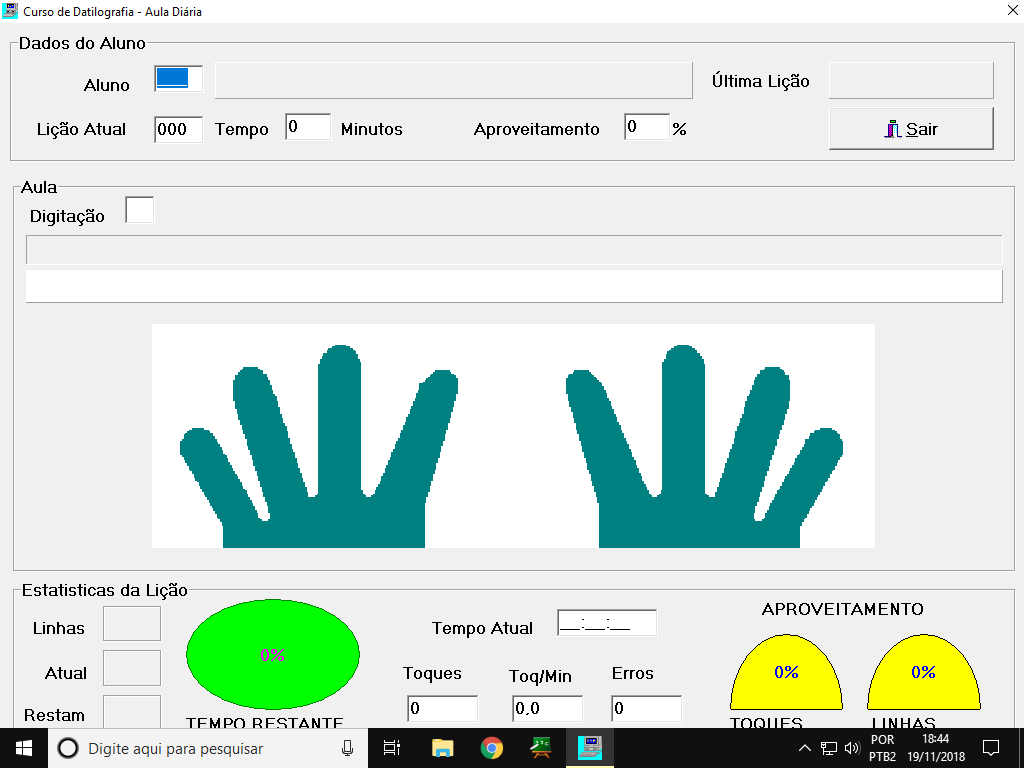 Curso de Datilografia - Aula Diária
Dados do Aluno
Aluno
Última Lição
Lição Atual 000 Tempo 0 Minutos Aproveitamento 0 %
Sair
Aula
Digitação
Estatisticas da Lição
APROVEITAMENTO
Linhas
Tempo Atual __:__:__
0%
0% 0%
Atual
Toques Toq/Min Erros
Restam
0 0,0 0
TEMPO RESTANTE
TOQUES LINHAS
Digite aqui para pesquisar
POR
PTB2
18:44
19/11/2018